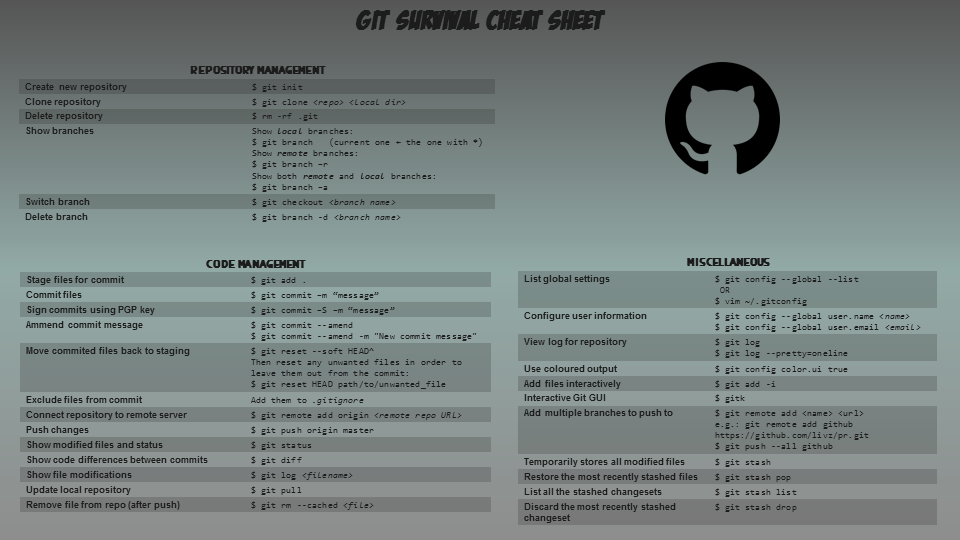 GIT SURVIVAL CHEAT SHEET
REPOSITORY MANAGEMENT
Create new repository $ git init
Clone repository $ git clone <repo> <local dir>
Delete repository $ rm -rf .git
Show branches Show local branches:
$ git branch (current one ← the one with *)
Show remote branches:
$ git branch –r
Show both remote and local branches:
$ git branch –a
Switch branch $ git checkout <branch name>
Delete branch $ git branch -d <branch name>
CODE MANAGEMENT
Stage files for commit $ git add .
Commit files $ git commit –m “message”
Sign commits using PGP key $ git commit –S –m “message”
Ammend commit message $ git commit --amend
$ git commit --amend -m "New commit message"
Move commited files back to staging $ git reset --soft HEAD^
Then reset any unwanted files in order to
leave them out from the commit:
$ git reset HEAD path/to/unwanted_file
Exclude files from commit Add them to .gitignore
Connect repository to remote server $ git remote add origin <remote repo URL>
Push changes $ git push origin master
Show modified files and status $ git status
Show code differences between commits $ git diff
Show file modifications $ git log <filename>
Update local repository $ git pull
Remove file from repo (after push) $ git rm --cached <file>
MISCELLANEOUS
List global settings $ git config --global --list
OR
$ vim ~/.gitconfig
Configure user information $ git config --global user.name <name>
$ git config --global user.email <email>
View log for repository $ git log
$ git log --pretty=oneline
Use coloured output $ git config color.ui true
Add files interactively $ git add -i
Interactive Git GUI $ gitk
Add multiple branches to push to $ git remote add <name> <url>
e.g.: git remote add github
https://github.com/livz/pr.git
$ git push --all github
Temporarily stores all modified files $ git stash
Restore the most recently stashed files $ git stash pop
List all the stashed changesets $ git stash list
Discard the most recently stashed $ git stash drop
changeset